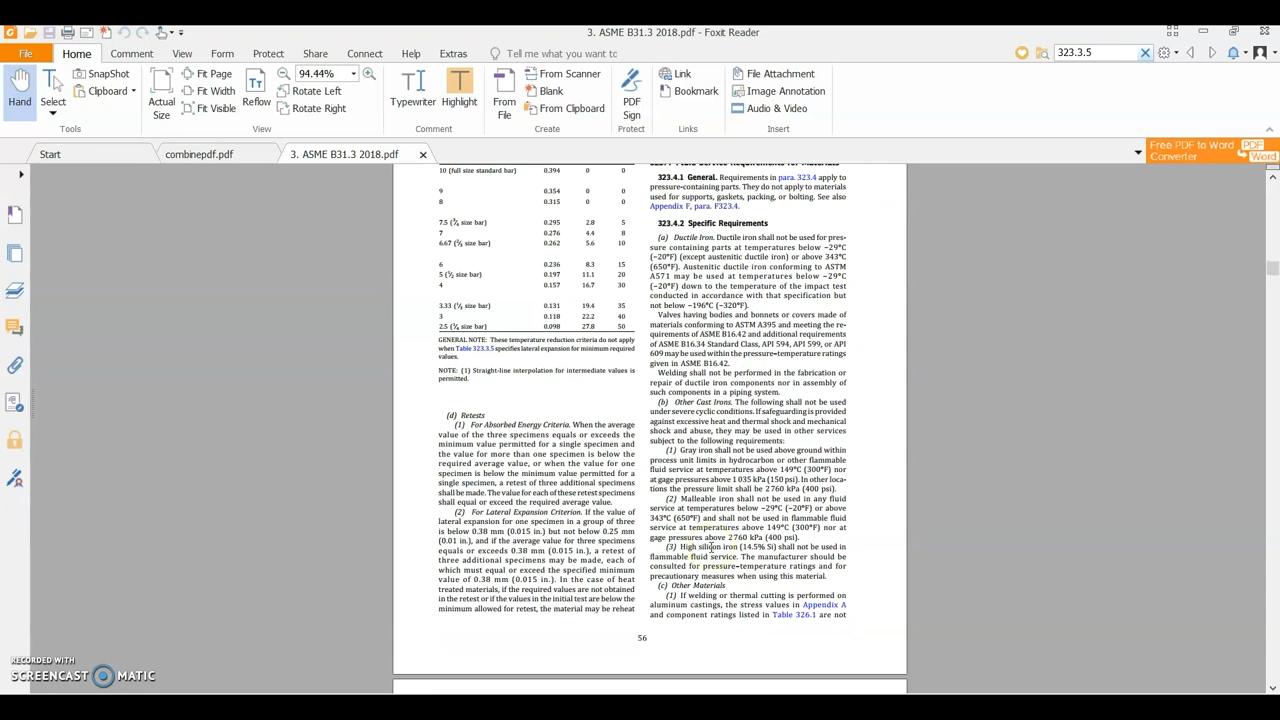 3. ASME B31.3 2018.pdf - Foxit Reader
File Home Comment View Form Protect Share Connect Help Extras Tell me what you want to
323.3.5
Hand
Select
SnapShot
Clipboard
Tools
Actual
Size
Fit Page
Fit Width
Fit Visible
Reflow
94.44%
Rotate Left
Rotate Right
View
Typewriter
Highlight
Comment
From
File
From Scanner
Blank
From Clipboard
Create
PDF
Sign
Protect
Link
Bookmark
Links
File Attachment
Image Annotation
Audio & Video
Insert
Start
combinepdf.pdf
3. ASME B31.3 2018.pdf
Free PDF to Word
Converter
PDF
Word
10 (full size standard bar) 0.394 0 0
9 0.354 0 0
8 0.315 0 0
7.5 (3/4 size bar) 0.295 2.8 5
7 0.276 4.4 8
6.67 (2/3 size bar) 0.262 5.6 10
6 0.236 8.3 15
5 (1/2 size bar) 0.197 11.1 20
4 0.157 16.7 30
3.33 (1/3 size bar) 0.131 19.4 35
3 0.118 22.2 40
2.5 (1/4 size bar) 0.098 27.8 50
GENERAL NOTE: These temperature reduction criteria do not apply
when Table 323.3.5 specifies lateral expansion for minimum required
values.
NOTE: (1) Straight-line interpolation for intermediate values is
permitted.
(d) Retests
(1) For Absorbed Energy Criteria. When the average
value of the three specimens equals or exceeds the
minimum value permitted for a single specimen and
the value for more than one specimen is below the
required average value, or when the value for one
specimen is below the minimum value permitted for a
single specimen, a retest of three additional specimens
shall be made. The value for each of these retest specimens
shall equal or exceed the required average value.
(2) For Lateral Expansion Criterion. If the value of
lateral expansion for one specimen in a group of three
is below 0.38 mm (0.015 in.) but not below 0.25 mm
(0.01 in.), and if the average value for three specimens
equals or exceeds 0.38 mm (0.015 in.), a retest of
three additional specimens may be made, each of
which must equal or exceed the specified minimum
value of 0.38 mm (0.015 in.). In the case of heat
treated materials, if the required values are not obtained
in the retest or if the values in the initial test are below the
minimum allowed for retest, the material may be reheat
323.4 Fluid Service Requirements for Materials
323.4.1 General. Requirements in para. 323.4 apply to
pressure-containing parts. They do not apply to materials
used for supports, gaskets, packing, or bolting. See also
Appendix F, para. F323.4.
323.4.2 Specific Requirements
(a) Ductile Iron. Ductile iron shall not be used for pres-
sure containing parts at temperatures below −29°C
(−20°F) (except austenitic ductile iron) or above 343°C
(650°F). Austenitic ductile iron conforming to ASTM
A571 may be used at temperatures below −29°C
(−20°F) down to the temperature of the impact test
conducted in accordance with that specification but
not below −196°C (−320°F).
Valves having bodies and bonnets or covers made of
materials conforming to ASTM A395 and meeting the re-
quirements of ASME B16.42 and additional requirements
of ASME B16.34 Standard Class, API 594, API 599, or API
609 may be used within the pressure-temperature ratings
given in ASME B16.42.
Welding shall not be performed in the fabrication or
repair of ductile iron components nor in assembly of
such components in a piping system.
(b) Other Cast Irons. The following shall not be used
under severe cyclic conditions. If safeguarding is provided
against excessive heat and thermal shock and mechanical
shock and abuse, they may be used in other services
subject to the following requirements:
(1) Gray iron shall not be used above ground within
process unit limits in hydrocarbon or other flammable
fluid service at temperatures above 149°C (300°F) nor
at gage pressures above 1 035 kPa (150 psi). In other loca-
tions the pressure limit shall be 2 760 kPa (400 psi).
(2) Malleable iron shall not be used in any fluid
service at temperatures below −29°C (−20°F) or above
343°C (650°F) and shall not be used in flammable fluid
service at temperatures above 149°C (300°F) nor at
gage pressures above 2 760 kPa (400 psi).
(3) High silicon iron (14.5% Si) shall not be used in
flammable fluid service. The manufacturer should be
consulted for pressure-temperature ratings and for
precautionary measures when using this material.
(c) Other Materials
(1) If welding or thermal cutting is performed on
aluminum castings, the stress values in Appendix A
and component ratings listed in Table 326.1 are not
56
RECORDED WITH
SCREENCAST MATIC